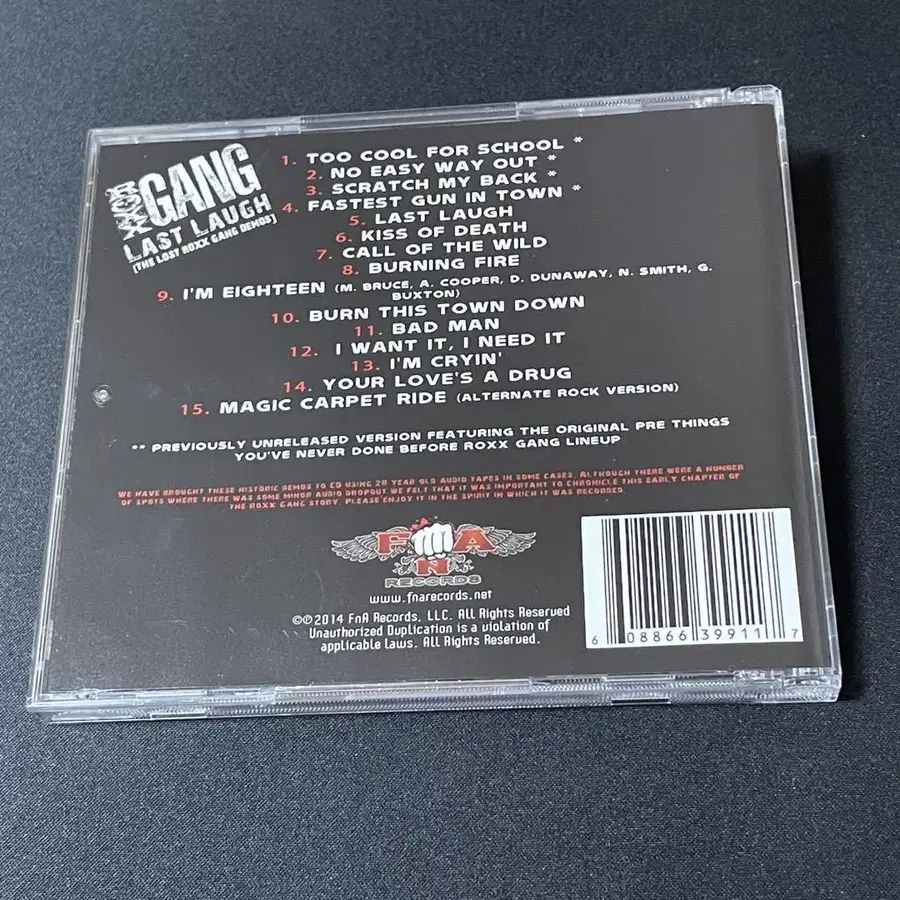 ROXX GANG
LAST LAUGH
[THE LOST ROXX GANG DEMOS]
1. TOO COOL FOR SCHOOL *
2. NO EASY WAY OUT *
3. SCRATCH MY BACK *
4. FASTEST GUN IN TOWN *
5. LAST LAUGH
6. KISS OF DEATH
7. CALL OF THE WILD
8. BURNING FIRE
9. I'M EIGHTEEN (M. BRUCE, A. COOPER, D. DUNAWAY, N. SMITH, G.
BUXTON)
10. BURN THIS TOWN DOWN
11. BAD MAN
12. I WANT IT, I NEED IT
13. I'M CRYIN'
14. YOUR LOVE'S A DRUG
15. MAGIC CARPET RIDE (ALTERNATE ROCK VERSION)
** PREVIOUSLY UNRELEASED VERSION FEATURING THE ORIGINAL PRE THINGS
YOU'VE NEVER DONE BEFORE ROXX GANG LINEUP
WE HAVE BROUGHT THESE HISTORIC DEMOS TO CD USING 28 YEAR OLD AUDIO TAPES IN SOME CASES. ALTHOUGH THERE WERE A NUMBER
OF SPOTS WHERE THERE WAS SOME MINOR AUDIO DROPOUT WE FELT THAT IT WAS IMPORTANT TO CHRONICLE THIS EARLY CHAPTER OF
THE ROXX GANG STORY. PLEASE ENJOY IT IN THE SPIRIT IN WHICH IT WAS RECORDED.
F N A
RECORDS
www.fnarecords.net
©℗ 2014 FnA Records, LLC. All Rights Reserved
Unauthorized Duplication is a violation of
applicable laws. All Rights Reserved.
6 08866 39911 7